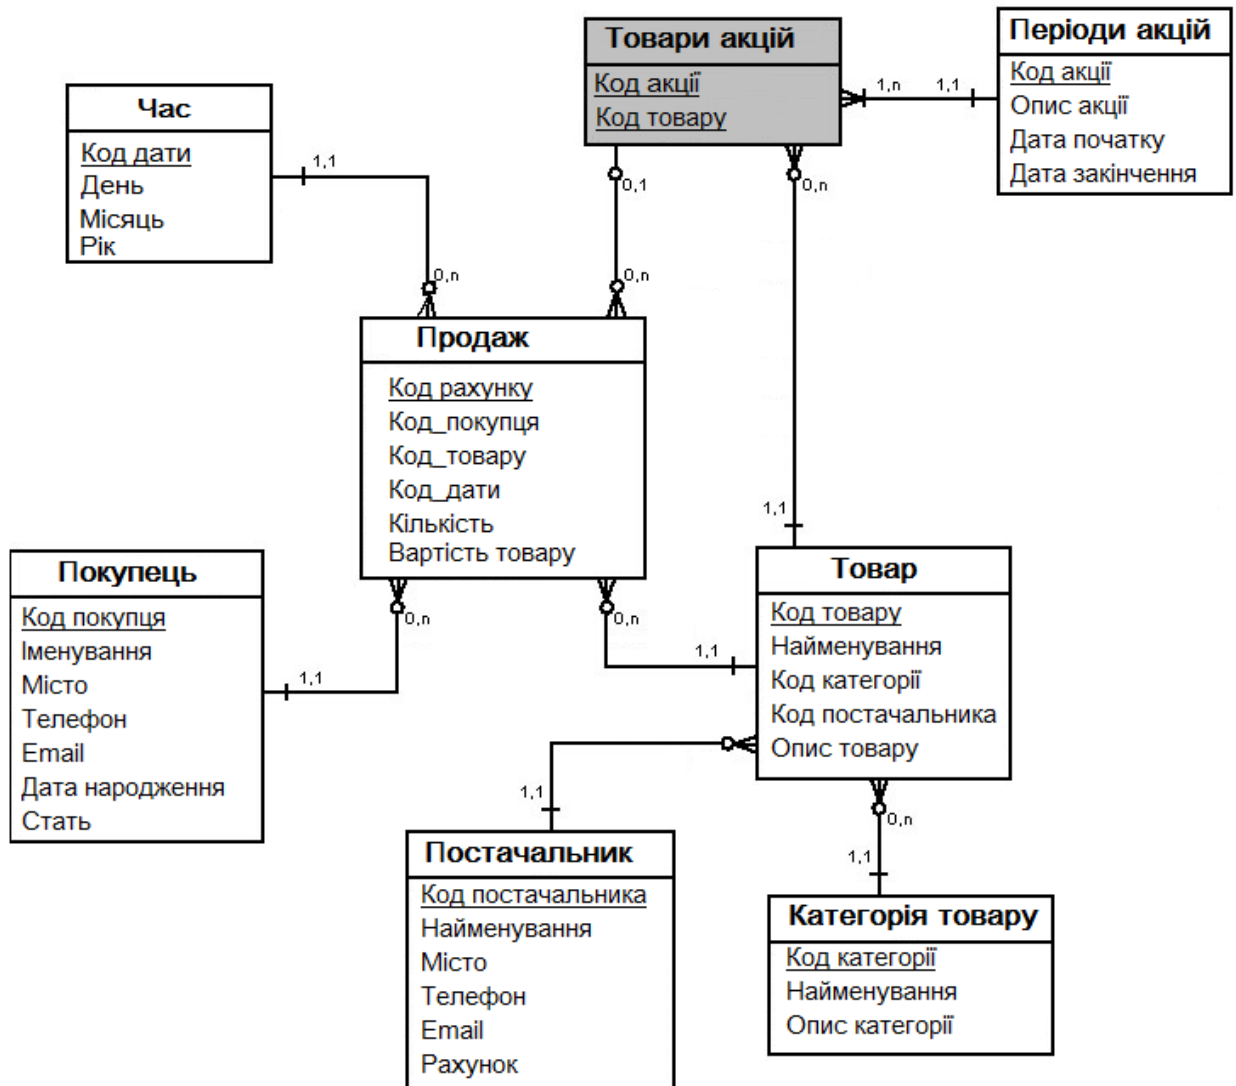 Товари акцій
Код акції
Код товару
Періоди акцій
Код акції
Опис акції
Дата початку
Дата закінчення
1,n
1,1
Час
Код дати
День
Місяць
Рік
1,1
0,1
0,n
0,n
0,n
Продаж
Код рахунку
Код_покупця
Код_товару
Код_дати
Кількість
Вартість товару
1,1
Покупець
Код покупця
Іменування
Місто
Телефон
Email
Дата народження
Стать
0,n
0,n
1,1
1,1
Товар
Код товару
Найменування
Код категорії
Код постачальника
Опис товару
1,1
0,n
1,1
Постачальник
Код постачальника
Найменування
Місто
Телефон
Email
Рахунок
Категорія товару
Код категорії
Найменування
Опис категорії